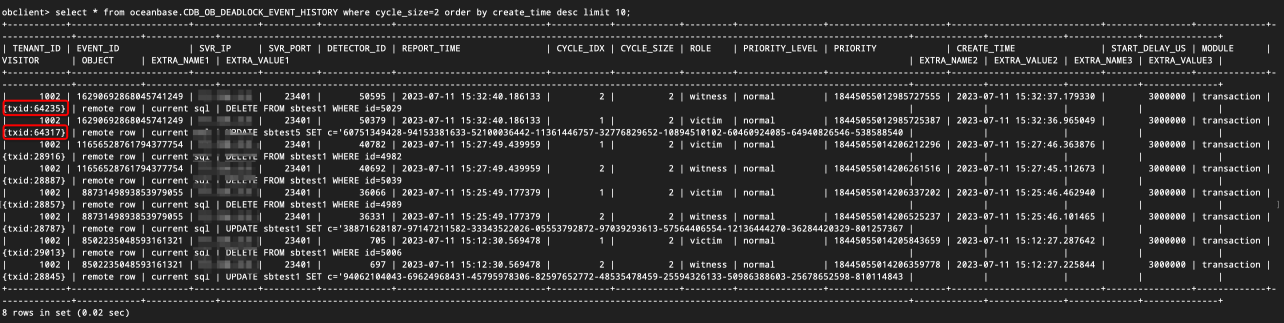 obclient> select * from oceanbase.CDB_OB_DEADLOCK_EVENT_HISTORY where cycle_size=2 order by create_time desc limit 10;
| TENANT_ID | EVENT_ID | SVR_IP | SVR_PORT | DETECTOR_ID | REPORT_TIME | CYCLE_IDX | CYCLE_SIZE | ROLE | PRIORITY_LEVEL | PRIORITY | CREATE_TIME | START_DELAY_US | MODULE |
VISITOR | OBJECT | EXTRA_NAME1 | EXTRA_VALUE1 | EXTRA_NAME2 | EXTRA_VALUE2 | EXTRA_NAME3 | EXTRA_VALUE3 |
| 1002 | 1629069286804574​1249 | 23401 | 50595 | 2023-07-11 15:32:40.186133 | 2 | 2 | witness | normal | 18445055012985727555 | 2023-07-11 15:32:37.179330 | 3000000 | transaction |
{txid:64235} | remote row | current sql | DELETE FROM sbtest1 WHERE id=5029 | | | | |
| 1002 | 16290692868045741249 | 23401 | 50379 | 2023-07-11 15:32:40.186133 | 1 | 2 | victim | normal | 18445055012985725387 | 2023-07-11 15:32:36.965049 | 3000000 | transaction |
{txid:64317} | remote row | current sql | UPDATE sbtest5 SET c='60751349428-94153381633-52100036442-11361446757-32776829652-10894510102-60460924085-64940826546-538588540 | | | | |
| 1002 | 11656528761794377754 | 23401 | 40782 | 2023-07-11 15:27:49.439959 | 1 | 2 | victim | normal | 18445055014206212296 | 2023-07-11 15:27:46.363876 | 3000000 | transaction |
{txid:28916} | remote row | current sql | DELETE FROM sbtest1 WHERE id=4982 | | | | |
| 1002 | 11656528761794377754 | 23401 | 40692 | 2023-07-11 15:27:49.439959 | 2 | 2 | witness | normal | 18445055014206261516 | 2023-07-11 15:27:45.112673 | 3000000 | transaction |
{txid:28887} | remote row | current sql | DELETE FROM sbtest1 WHERE id=5039 | | | | |
| 1002 | 8873149893853979055 | 23401 | 36066 | 2023-07-11 15:25:49.177379 | 1 | 2 | victim | normal | 18445055014206337202 | 2023-07-11 15:25:46.462940 | 3000000 | transaction |
{txid:28857} | remote row | current sql | DELETE FROM sbtest1 WHERE id=4989 | | | | |
| 1002 | 8873149893853979055 | 23401 | 36331 | 2023-07-11 15:25:49.177379 | 2 | 2 | witness | normal | 18445055014206525237 | 2023-07-11 15:25:46.101465 | 3000000 | transaction |
{txid:28787} | remote row | current sql | UPDATE sbtest1 SET c='38871628187-97147211582-33343522026-05553792872-97039293613-57564406554-12136444270-36284420329-801257367 | | | | |
| 1002 | 8502235048593161321 | 23401 | 705 | 2023-07-11 15:12:30.569478 | 1 | 2 | victim | normal | 18445055014205843659 | 2023-07-11 15:12:27.287642 | 3000000 | transaction |
{txid:29013} | remote row | current sql | DELETE FROM sbtest1 WHERE id=5006 | | | | |
| 1002 | 8502235048593161321 | 23401 | 697 | 2023-07-11 15:12:30.569478 | 2 | 2 | witness | normal | 18445055014206359778 | 2023-07-11 15:12:27.225844 | 3000000 | transaction |
{txid:28845} | remote row | current sql | UPDATE sbtest1 SET c='94062104043-69624968431-45795978306-82597652772-48535478459-25594326133-50986388603-25678652598-810114843 | | | | |
8 rows in set (0.02 sec)